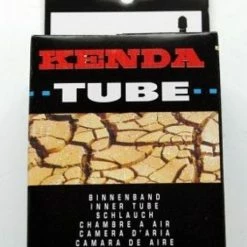 KENDA
TUBE
BINNENBAND
INNER TUBE
SCHLAUCH
CHAMBRE A AIR
CAMERA D'ARIA
CAMARA DE AIRE